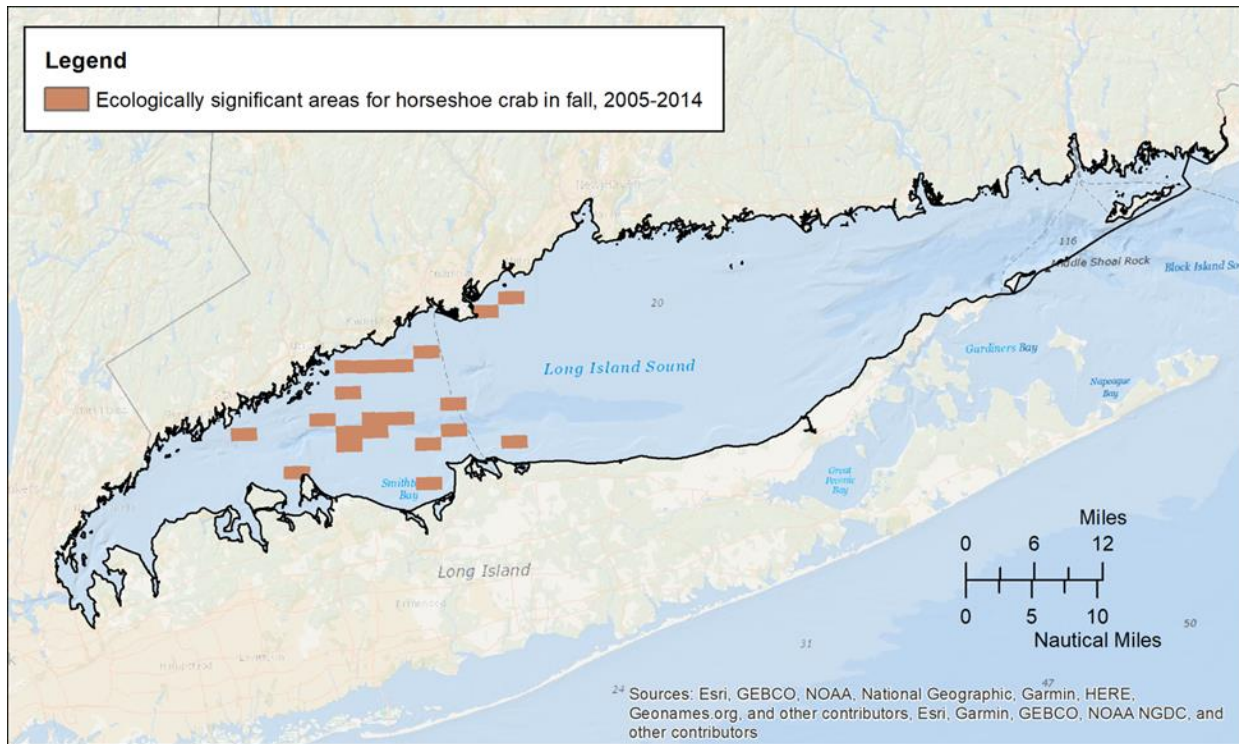 Legend
Ecologically significant areas for horseshoe crab in fall, 2005-2014
116
Middle Shoal Rock
Block Island So
20
Long Island Sound
Gardiners Bay
Napeague
Bay
Great
Peconic
Bay
Smitht
Bay
Long Island
Miles
0 6 12
0 5 10
Nautical Miles
50
31
47
24
Sources: Esri, GEBCO, NOAA, National Geographic, Garmin, HERE,
Geonames.org, and other contributors, Esri, Garmin, GEBCO, NOAA NGDC, and
other contributors